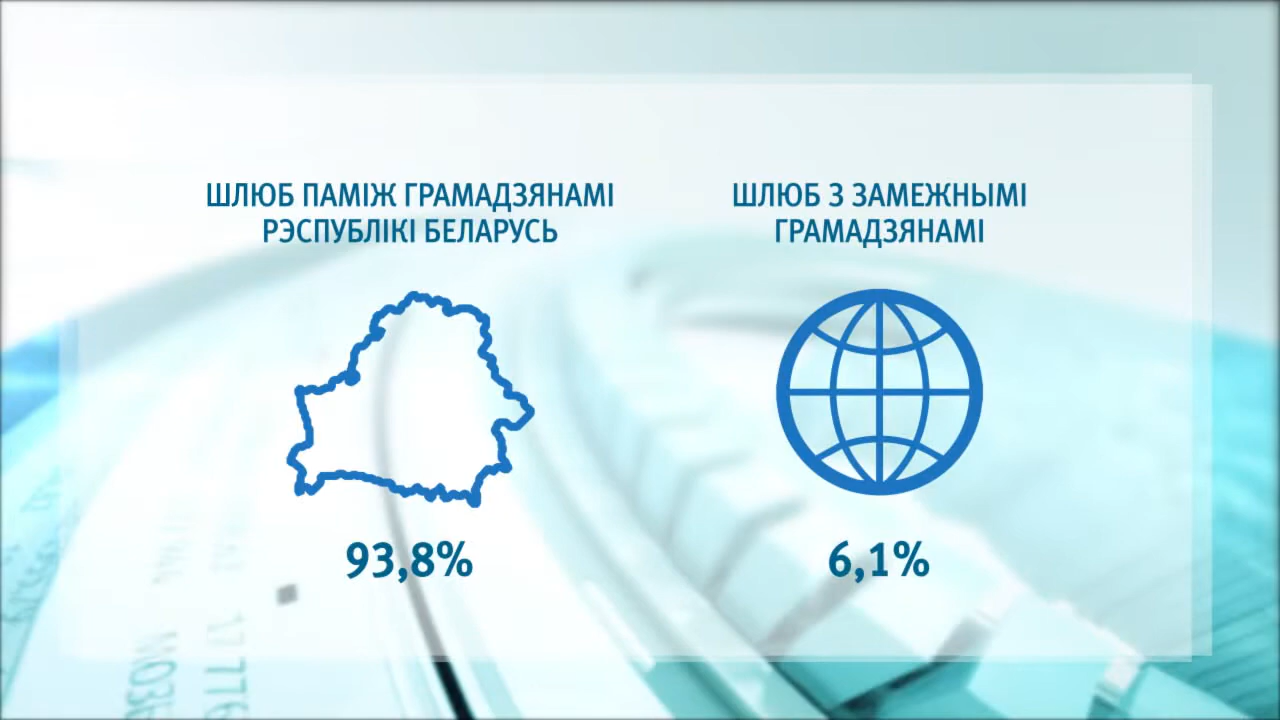 ШЛЮБ ПАМІЖ ГРАМАДЗЯНАМІ
РЭСПУБЛІКІ БЕЛАРУСЬ
93,8%
ШЛЮБ З ЗАМЕЖНЫМІ
ГРАМАДЗЯНАМІ
6,1%